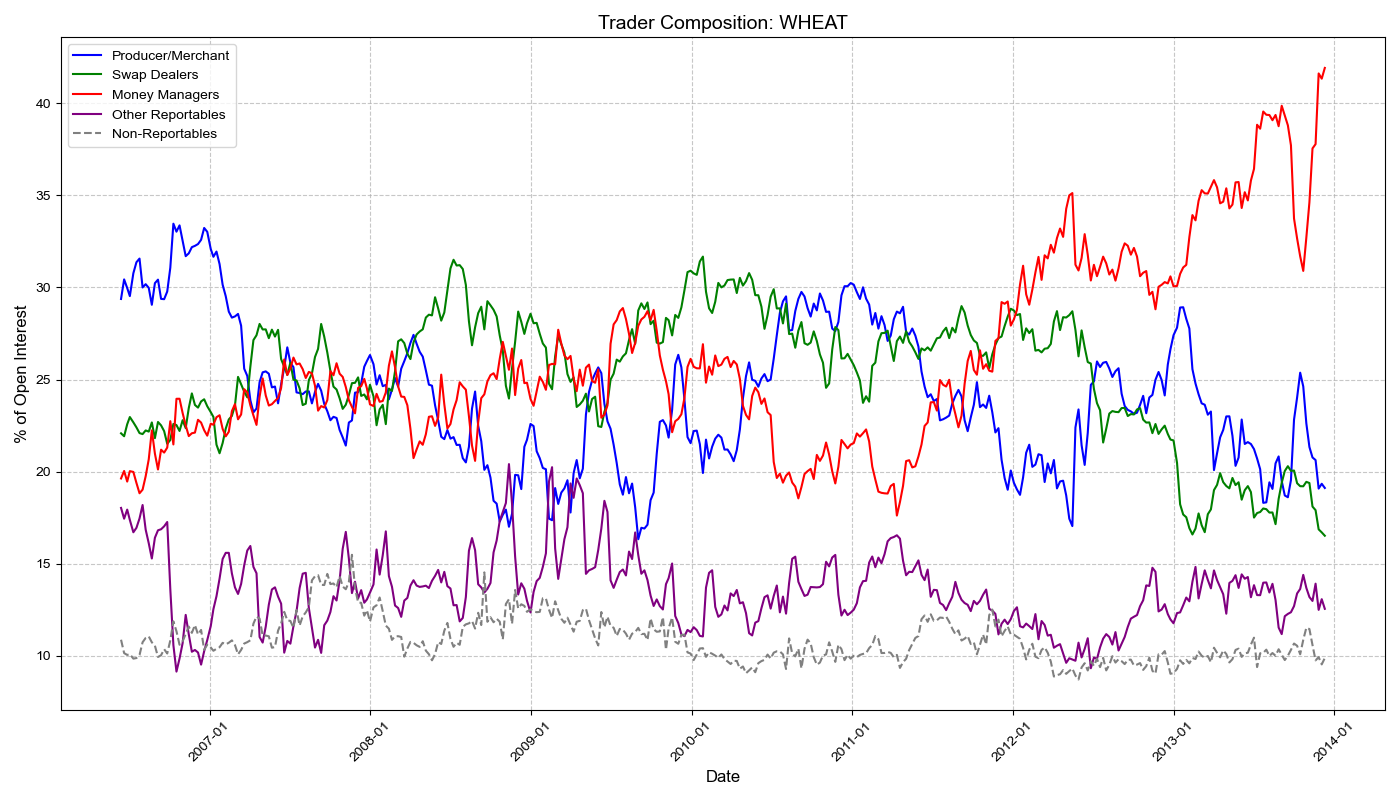 Trader Composition: WHEAT
Producer/Merchant
Swap Dealers
Money Managers
Other Reportables
Non-Reportables
% of Open Interest
40
35
30
25
20
15
10
2007-01
2008-01
2009-01
2010-01
2011-01
2012-01
2013-01
2014-01
Date